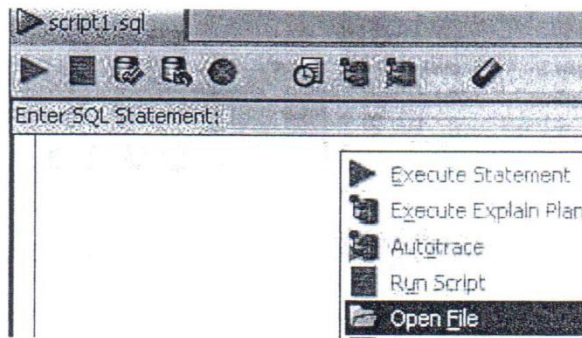 script1.sql
Enter SQL Statement:
Execute Statement
Execute Explain Plan
Autotrace
Run Script
Open File